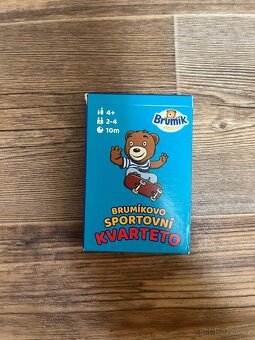 4+
2-4
10m
Brumík
BRUMÍKOVO
SPORTOVNÍ
KVARTETO